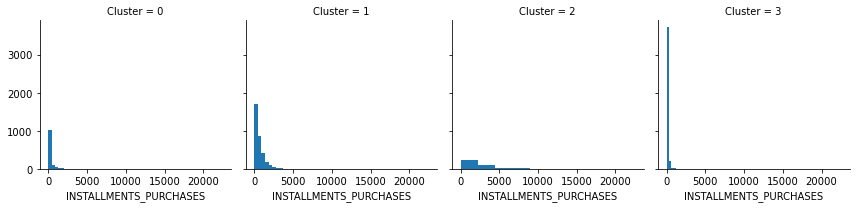 Cluster = 0 Cluster = 1 Cluster = 2 Cluster = 3
3000
2000
1000
0
0 5000 10000 15000 20000 0 5000 10000 15000 20000 0 5000 10000 15000 20000 0 5000 10000 15000 20000
INSTALLMENTS_PURCHASES INSTALLMENTS_PURCHASES INSTALLMENTS_PURCHASES INSTALLMENTS_PURCHASES